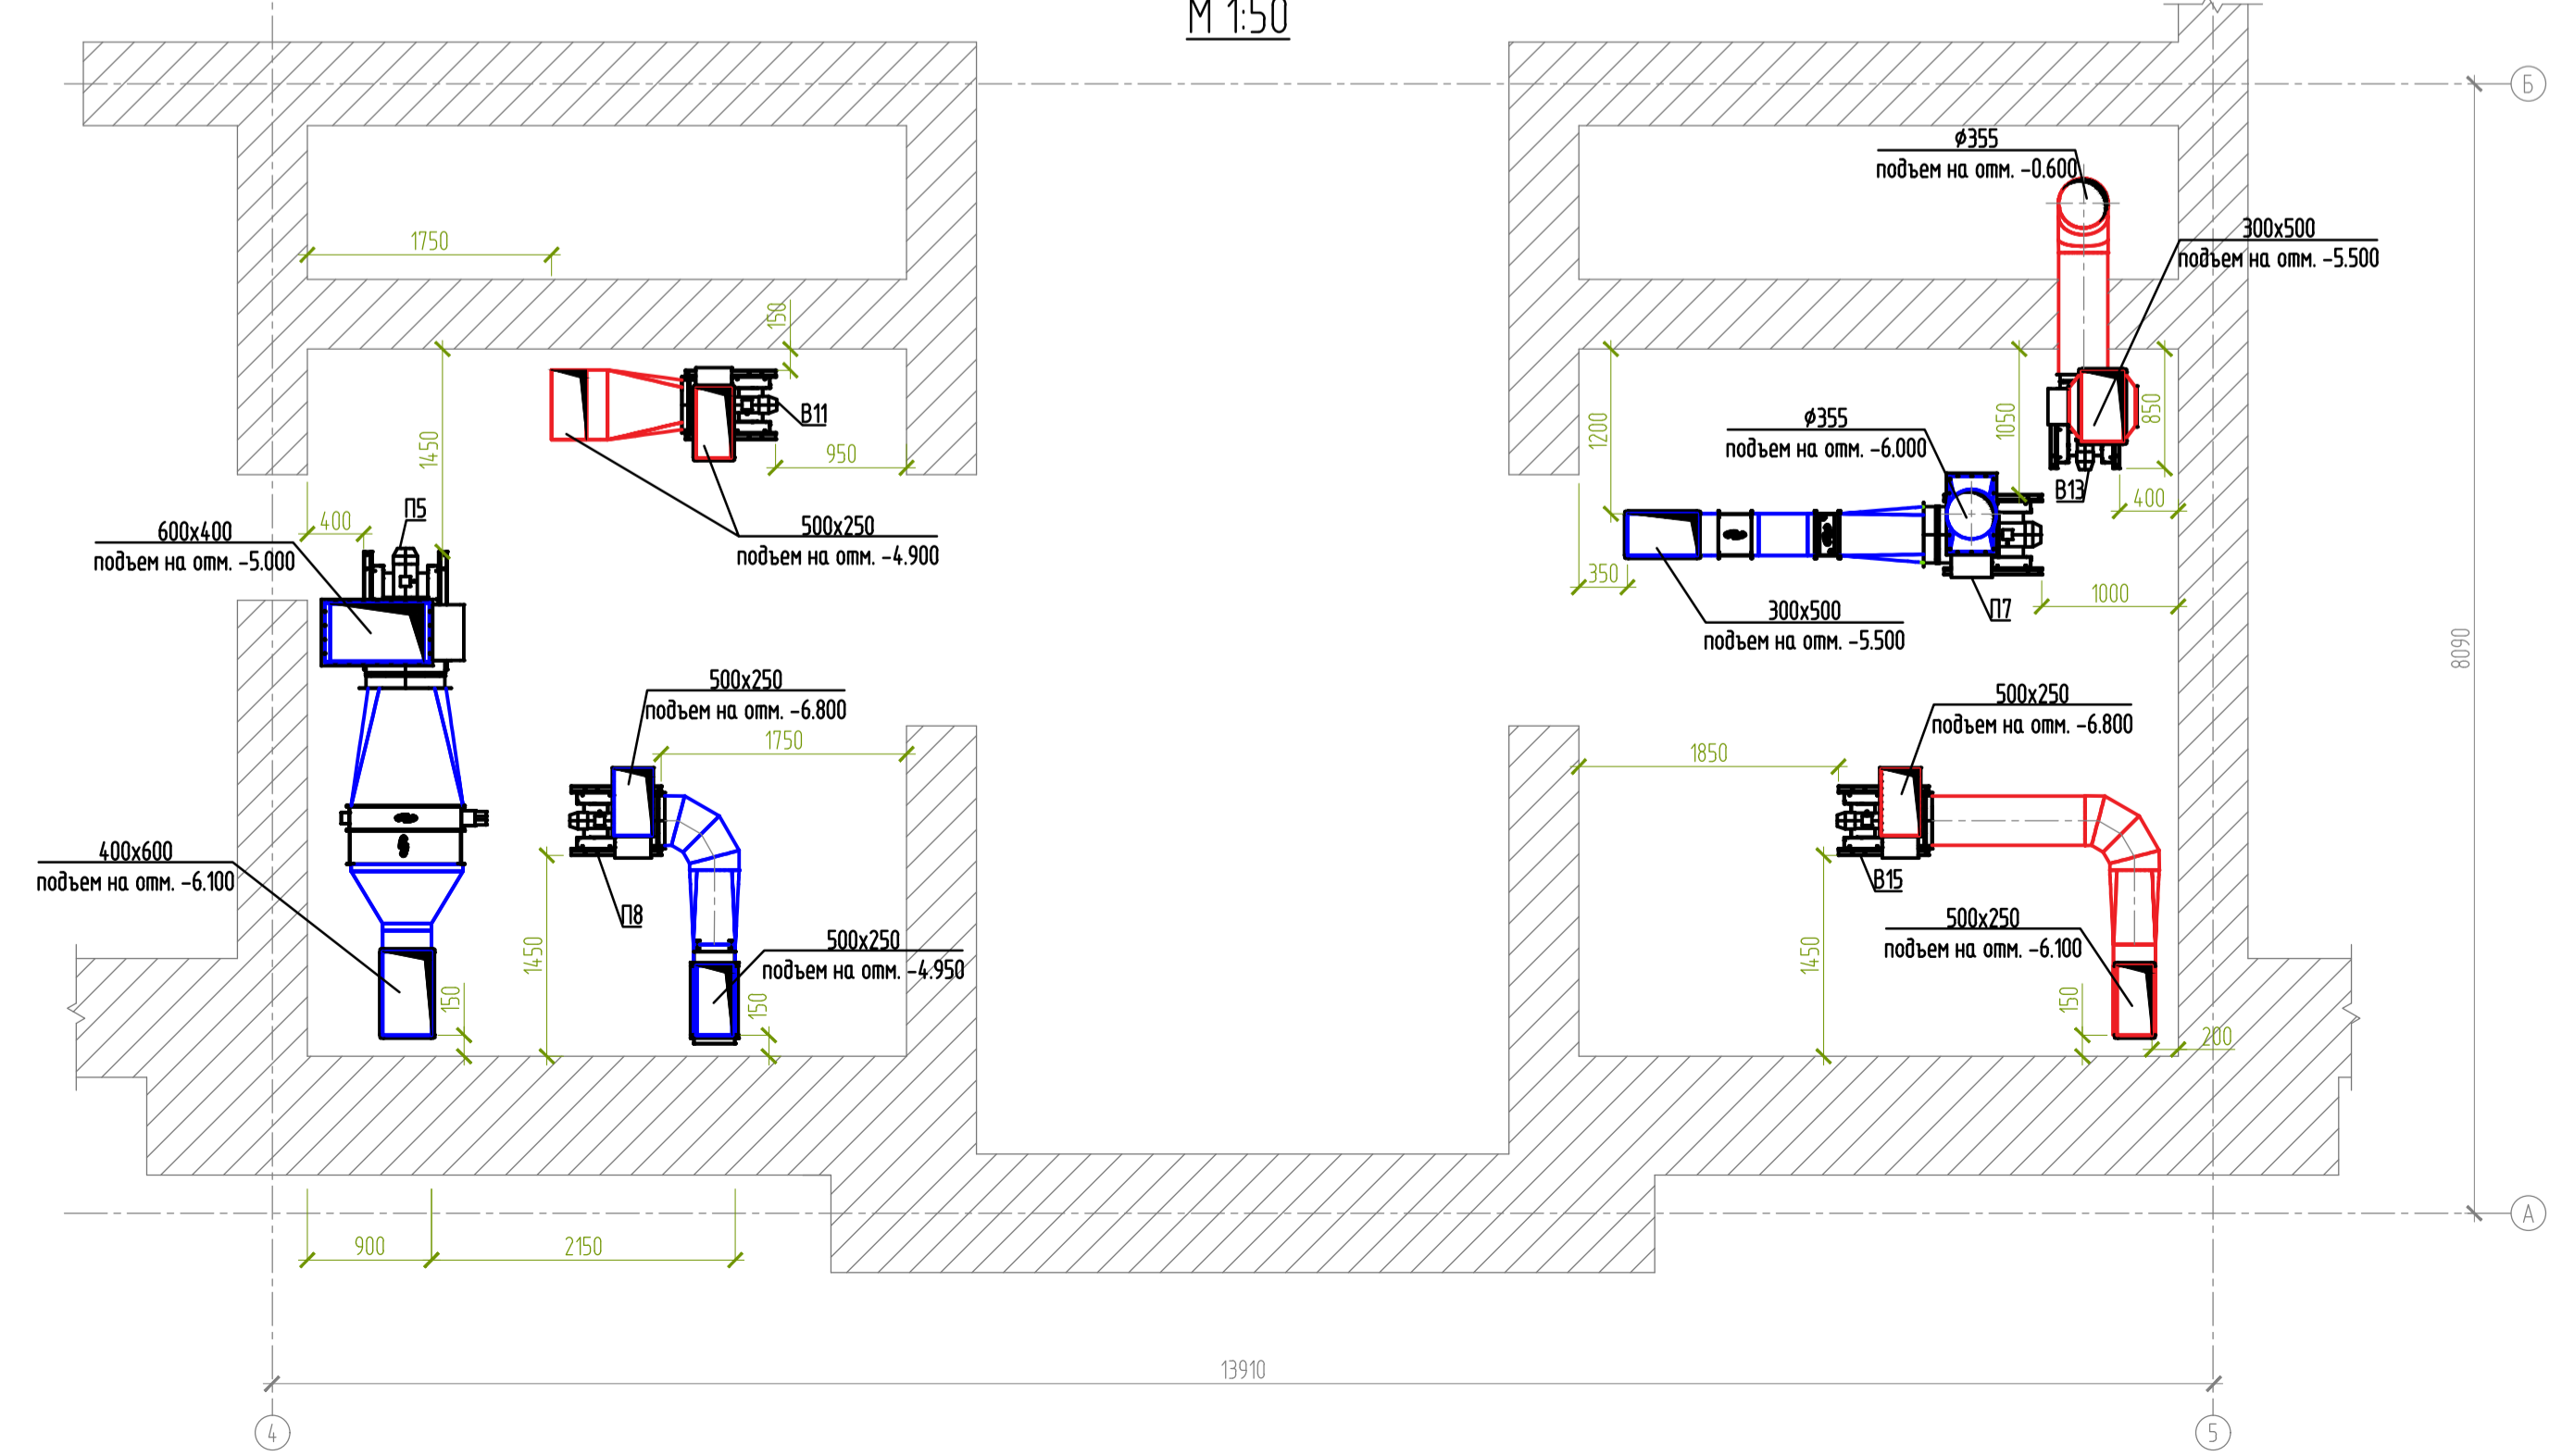 М 1:50
Б
ϕ355
подъем на отм. -0.600
300х500
подъем на отм. -5.500
1750
150
В11
950
1450
500х250
подъем на отм. -4.900
П5
400
600х400
подъем на отм. -5.000
1200
1050
850
ϕ355
подъем на отм. -6.000
В13
400
350
1000
П7
300х500
подъем на отм. -5.500
8090
500х250
подъем на отм. -6.800
1750
500х250
подъем на отм. -6.800
1850
400х600
подъем на отм. -6.100
П8
В15
1450
500х250
подъем на отм. -4.950
150
150
1450
500х250
подъем на отм. -6.100
150
200
А
900
2150
13910
4
5